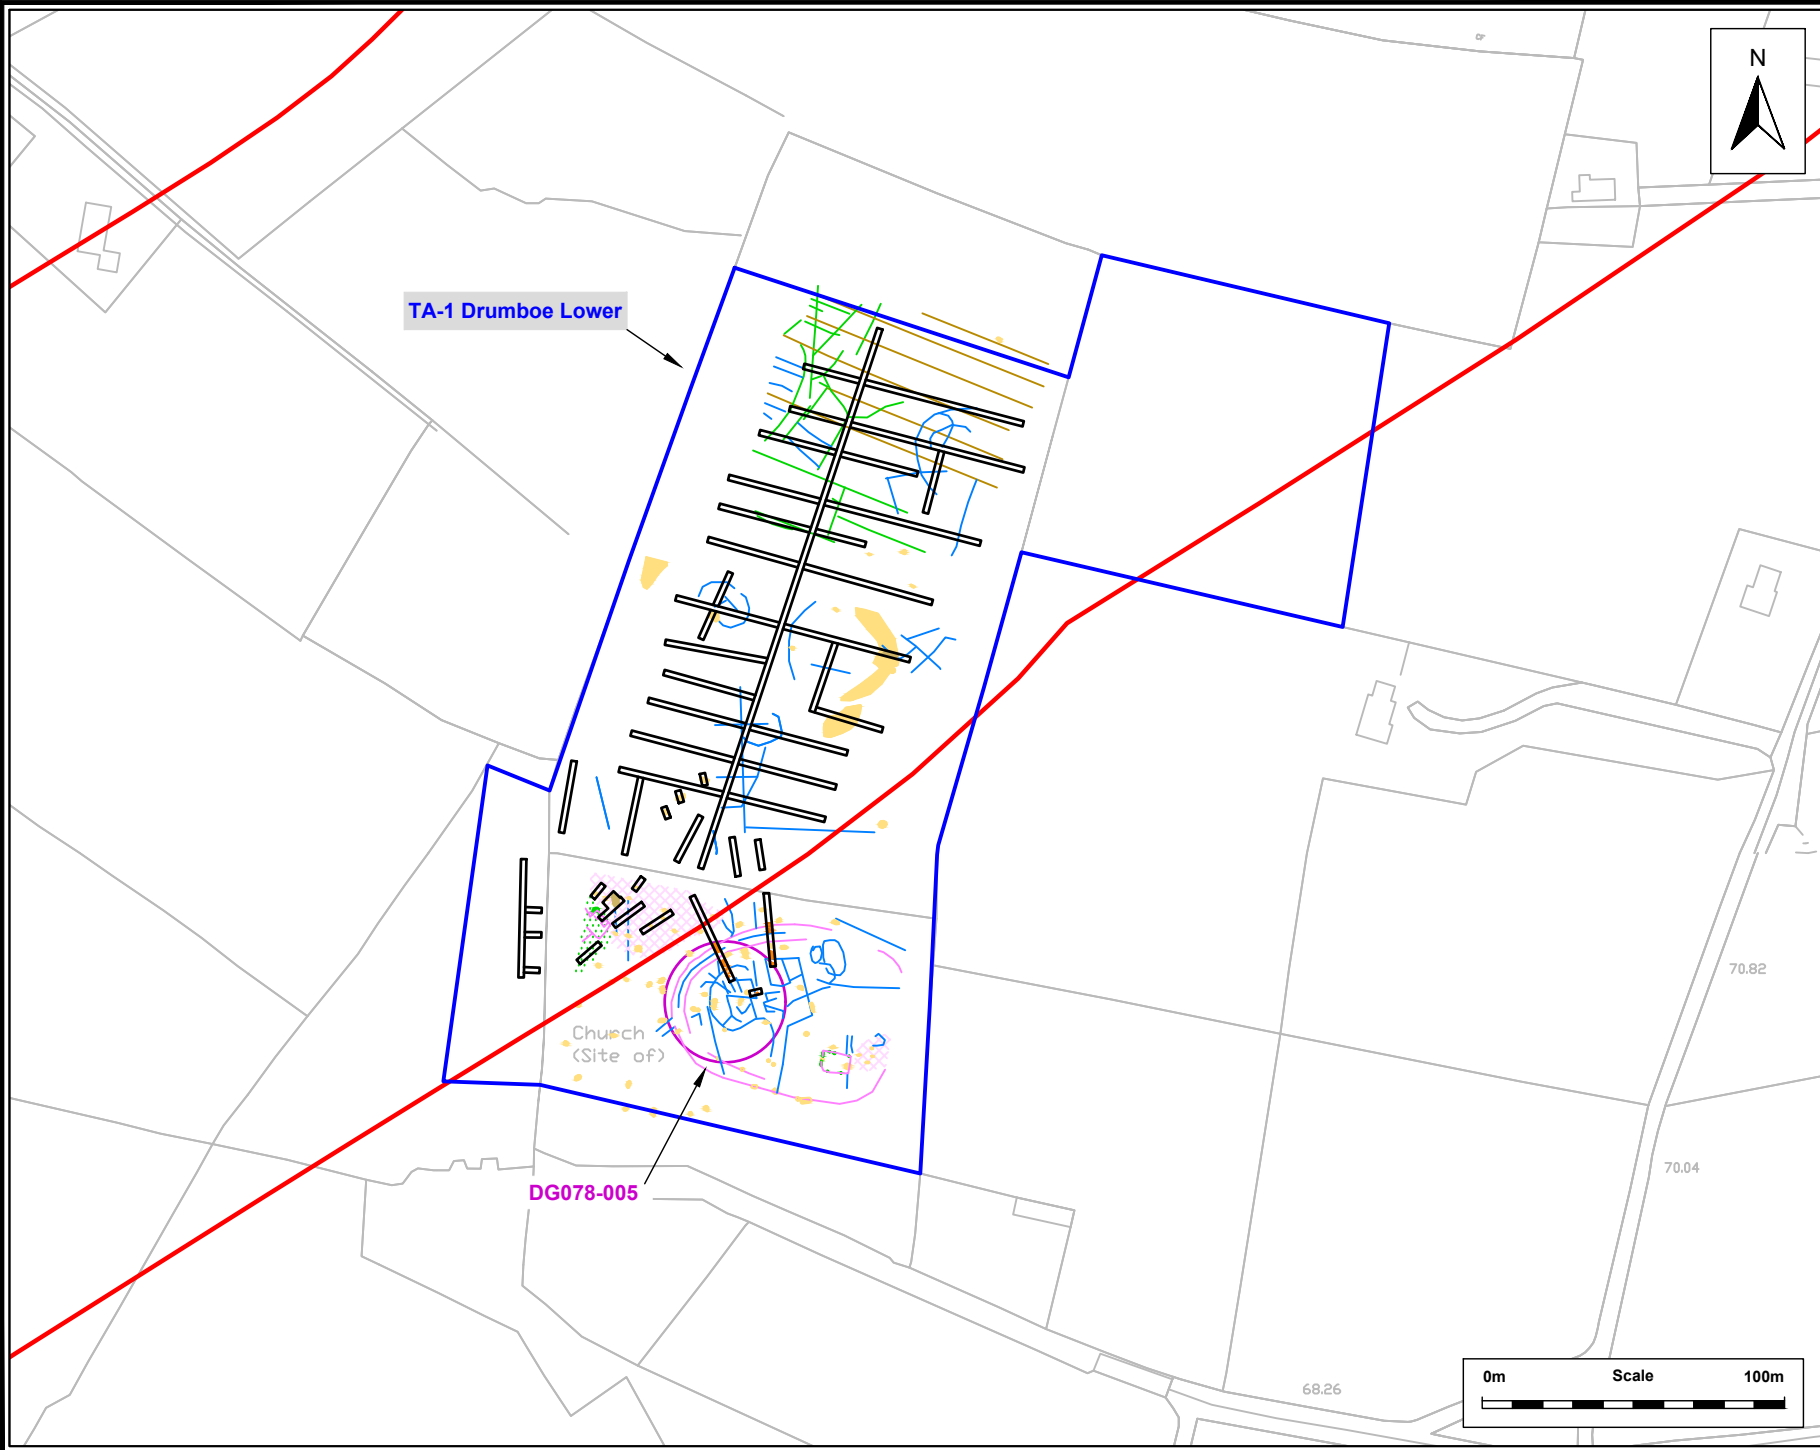 N
TA-1 Drumboe Lower
70.82
Church
(Site of)
70.04
DG078-005
0m Scale 100m
68.26